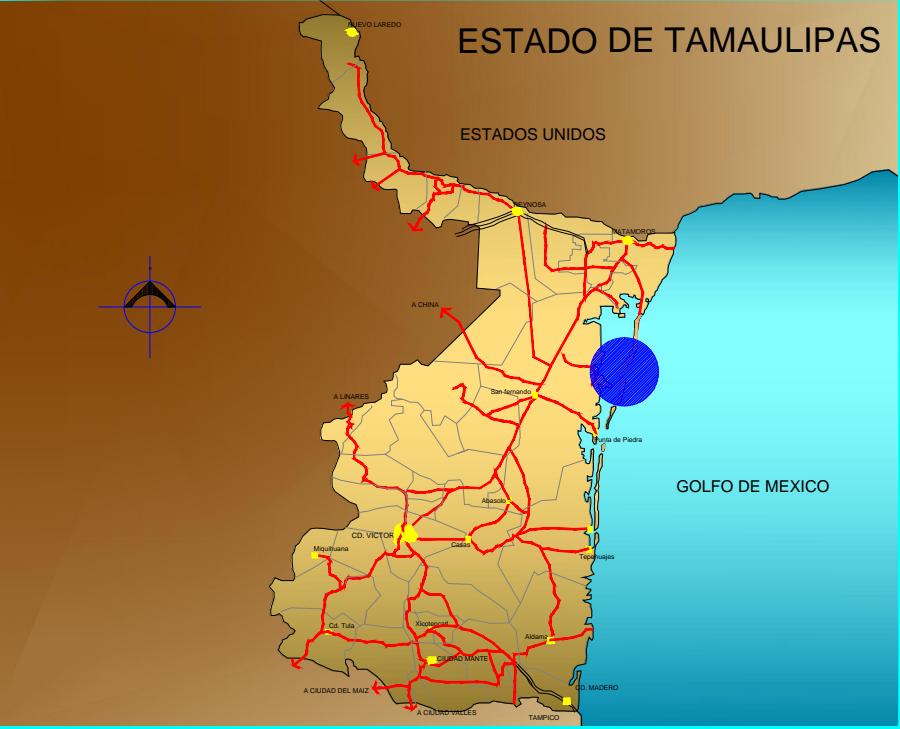 NUEVO LAREDO
ESTADO DE TAMAULIPAS
ESTADOS UNIDOS
REYNOSA
MATAMOROS
A CHINA
San fernando
A LINARES
Punta de Piedra
GOLFO DE MEXICO
Abasolo
CD. VICTOR
Casas
Miquihuana
Tepehuajes
Cd. Tula
Xicotencatl
Aldama
CIUDAD MANTE
A CIUDAD DEL MAIZ
CD. MADERO
A CIUDAD VALLES
TAMPICO